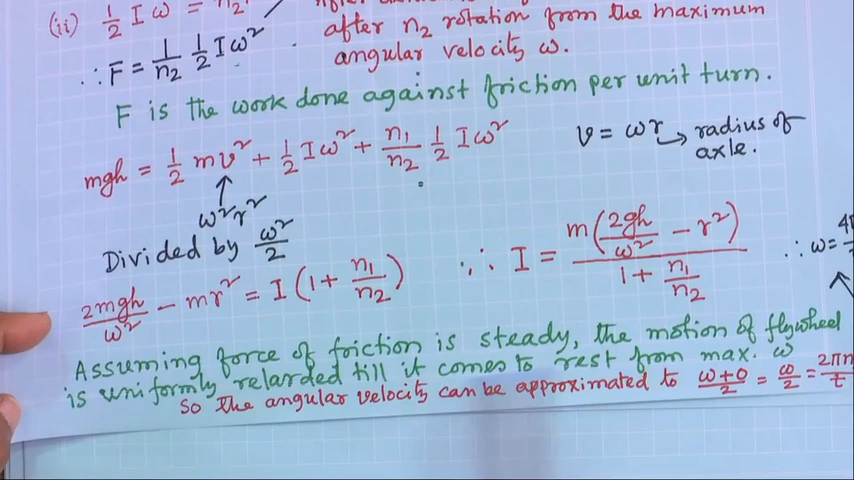 (ii) 1/2 I ω = n₂
after n₂ rotation from the maximum
angular velocity ω.
∴ F = 1/n₂ 1/2 Iω²
F is the work done against friction per unit turn.
mgh = 1/2 mv² + 1/2 Iω² + n₁/n₂ 1/2 Iω²
v = ωr → radius of
axle.
ω²r²
Divided by ω²/2
2mgh/ω² - mr² = I(1 + n₁/n₂)
∴ I = m(2gh/ω² - r²)/(1 + n₁/n₂)
∴ ω = 4π
Assuming force of friction is steady, the motion of flywheel
is uniformly relarded till it comes to rest from max. ω
So the angular velocity can be approximated to (ω+0)/2 = ω/2 = 2πn/t